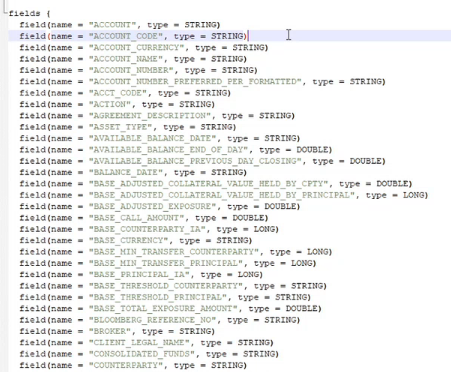 fields {
field(name = "ACCOUNT", type = STRING)
field(name = "ACCOUNT_CODE", type = STRING)
field(name = "ACCOUNT_CURRENCY", type = STRING)
field(name = "ACCOUNT_NAME", type = STRING)
field(name = "ACCOUNT_NUMBER", type = STRING)
field(name = "ACCOUNT_NUMBER_PREFERRED_PER_FORMATTED", type = STRING)
field(name = "ACCT_CODE", type = STRING)
field(name = "ACTION", type = STRING)
field(name = "AGREEMENT_DESCRIPTION", type = STRING)
field(name = "ASSET_TYPE", type = STRING)
field(name = "AVAILABLE_BALANCE_DATE", type = STRING)
field(name = "AVAILABLE_BALANCE_END_OF_DAY", type = DOUBLE)
field(name = "AVAILABLE_BALANCE_PREVIOUS_DAY_CLOSING", type = DOUBLE)
field(name = "BALANCE_DATE", type = STRING)
field(name = "BASE_ADJUSTED_COLLATERAL_VALUE_HELD_BY_CPTY", type = DOUBLE)
field(name = "BASE_ADJUSTED_COLLATERAL_VALUE_HELD_BY_PRINCIPAL", type = LONG)
field(name = "BASE_ADJUSTED_EXPOSURE", type = DOUBLE)
field(name = "BASE_CALL_AMOUNT", type = DOUBLE)
field(name = "BASE_COUNTERPARTY_IA", type = LONG)
field(name = "BASE_CURRENCY", type = STRING)
field(name = "BASE_MIN_TRANSFER_COUNTERPARTY", type = LONG)
field(name = "BASE_MIN_TRANSFER_PRINCIPAL", type = LONG)
field(name = "BASE_PRINCIPAL_IA", type = LONG)
field(name = "BASE_THRESHOLD_COUNTERPARTY", type = STRING)
field(name = "BASE_THRESHOLD_PRINCIPAL", type = STRING)
field(name = "BASE_TOTAL_EXPOSURE_AMOUNT", type = DOUBLE)
field(name = "BLOOMBERG_REFERENCE_NO", type = STRING)
field(name = "BROKER", type = STRING)
field(name = "CLIENT_LEGAL_NAME", type = STRING)
field(name = "CONSOLIDATED_FUNDS", type = STRING)
field(name = "COUNTERPARTY", type = STRING)